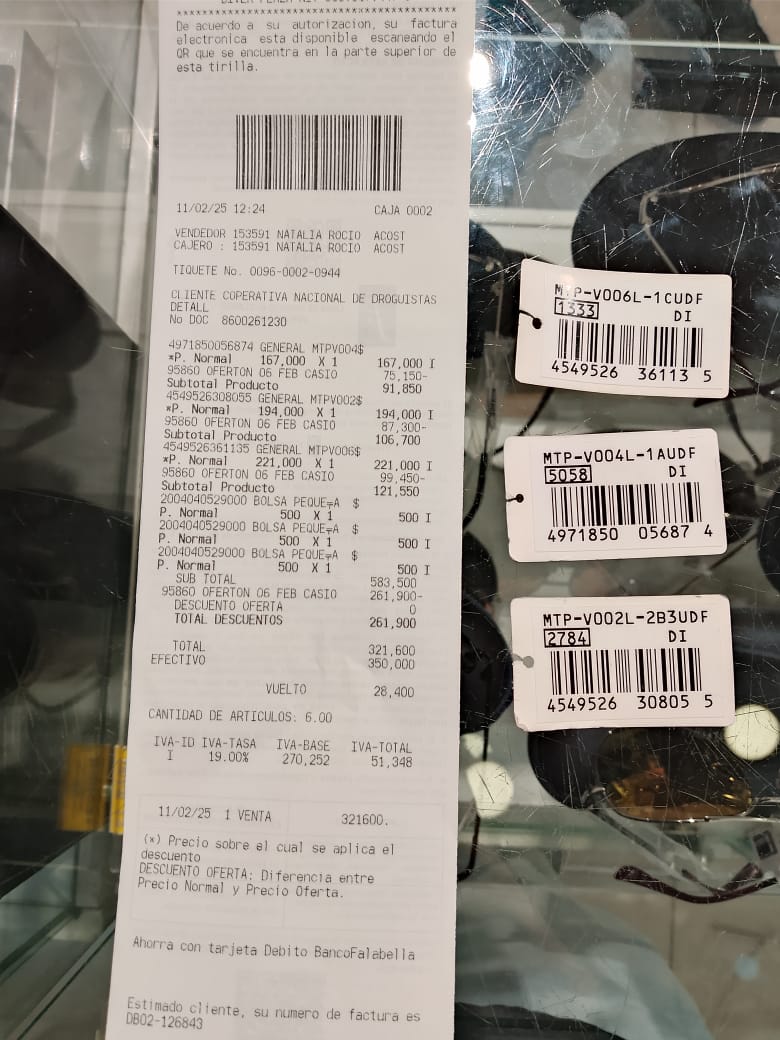 *****************************************
De acuerdo a su autorizacion, su factura
electronica esta disponible escaneando el
QR que se encuentra en la parte superior de
esta tirilla.
11/02/25 12:24 CAJA 0002
VENDEDOR 153591 NATALIA ROCIO ACOST
CAJERO : 153591 NATALIA ROCIO ACOST
TIQUETE No. 0096-0002-0944
CLIENTE COPERATIVA NACIONAL DE DROGUISTAS
DETALL
No DOC 8600261230
4971850056874 GENERAL MTPV004$
*P. Normal 167,000 X 1 167,000 I
95860 OFERTON 06 FEB CASIO 75,150-
Subtotal Producto 91,850
4549526308055 GENERAL MTPV002$
*P. Normal 194,000 X 1 194,000 I
95860 OFERTON 06 FEB CASIO 87,300-
Subtotal Producto 106,700
4549526361135 GENERAL MTPV006$
*P. Normal 221,000 X 1 221,000 I
95860 OFERTON 06 FEB CASIO 99,450-
Subtotal Producto 121,550
2004040529000 BOLSA PEQUE╤A $
P. Normal 500 X 1 500 I
2004040529000 BOLSA PEQUE╤A $
P. Normal 500 X 1 500 I
2004040529000 BOLSA PEQUE╤A $
P. Normal 500 X 1 500 I
SUB TOTAL 583,500
95860 OFERTON 06 FEB CASIO 261,900-
DESCUENTO OFERTA 0
TOTAL DESCUENTOS 261,900
TOTAL 321,600
EFECTIVO 350,000
VUELTO 28,400
CANTIDAD DE ARTICULOS: 6.00
IVA-ID IVA-TASA IVA-BASE IVA-TOTAL
I 19.00% 270,252 51,348
11/02/25 1 VENTA 321600.
(*) Precio sobre el cual se aplica el
descuento
DESCUENTO OFERTA: Diferencia entre
Precio Normal y Precio Oferta.
Ahorra con tarjeta Debito BancoFalabella
Estimado cliente, su numero de factura es
DB02-126843
MTP-V006L-1CUDF
1333 DI
4549526 36113 5
MTP-V004L-1AUDF
5058 DI
4971850 05687 4
MTP-V002L-2B3UDF
2784 DI
4549526 30805 5